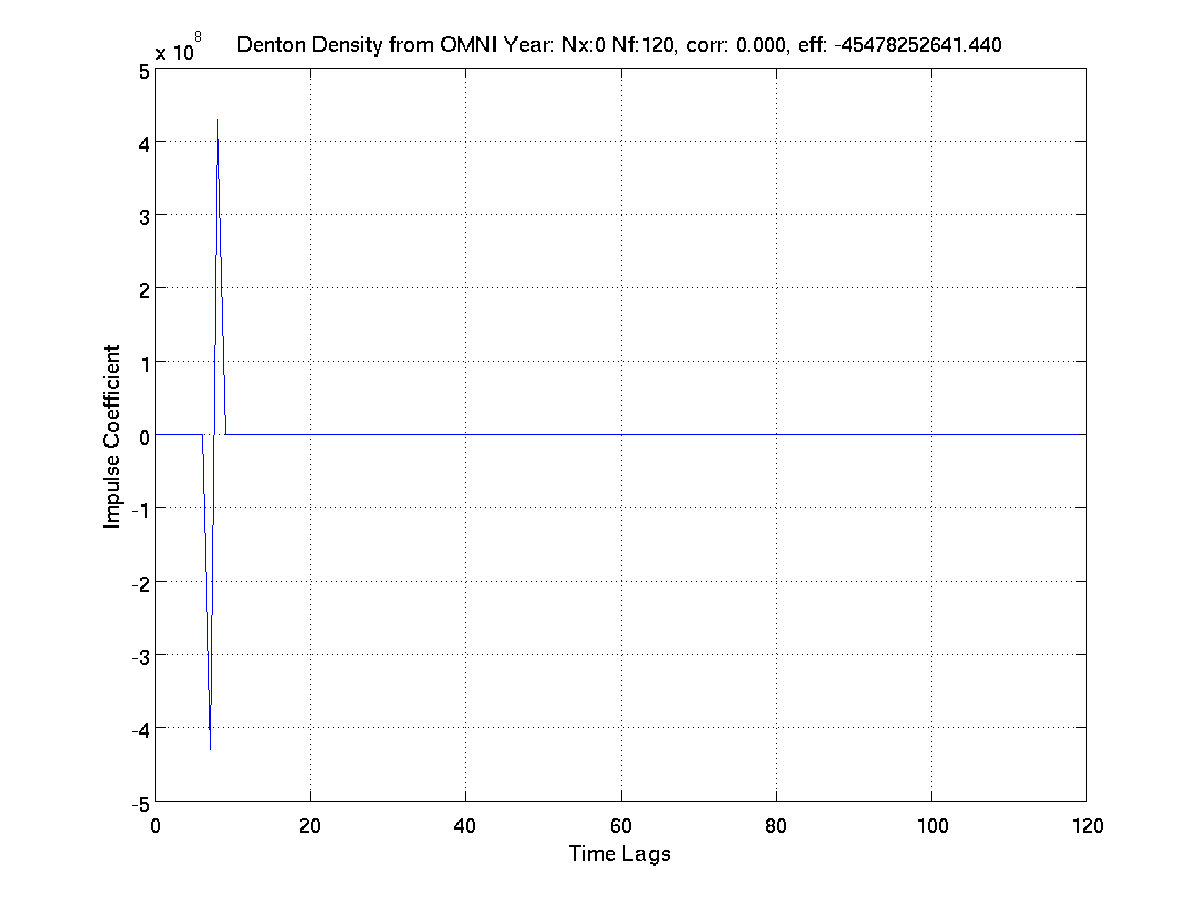 Denton Density from OMNI Year: Nx:0 Nf:120, corr: 0.000, eff: -45478252641.440
x 10^8
5
4
3
2
1
0
-1
-2
-3
-4
-5
Impulse Coefficient
0 20 40 60 80 100 120
Time Lags